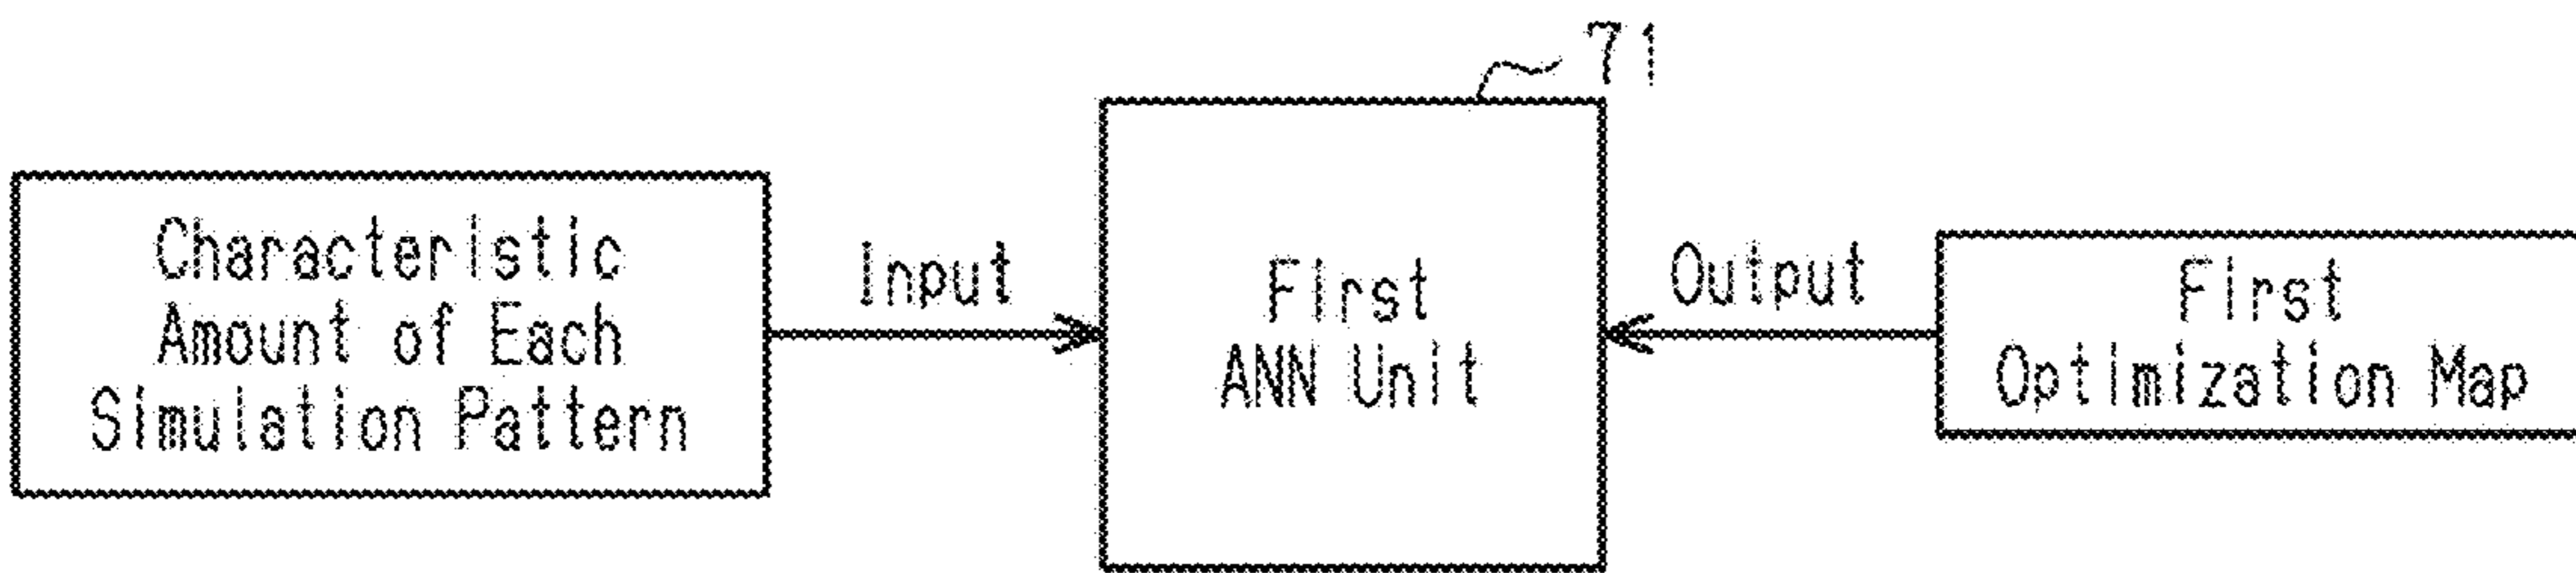 71
Characteristic
Amount of Each
Simulation Pattern
Input
First
ANN Unit
Output
First
Optimization Map